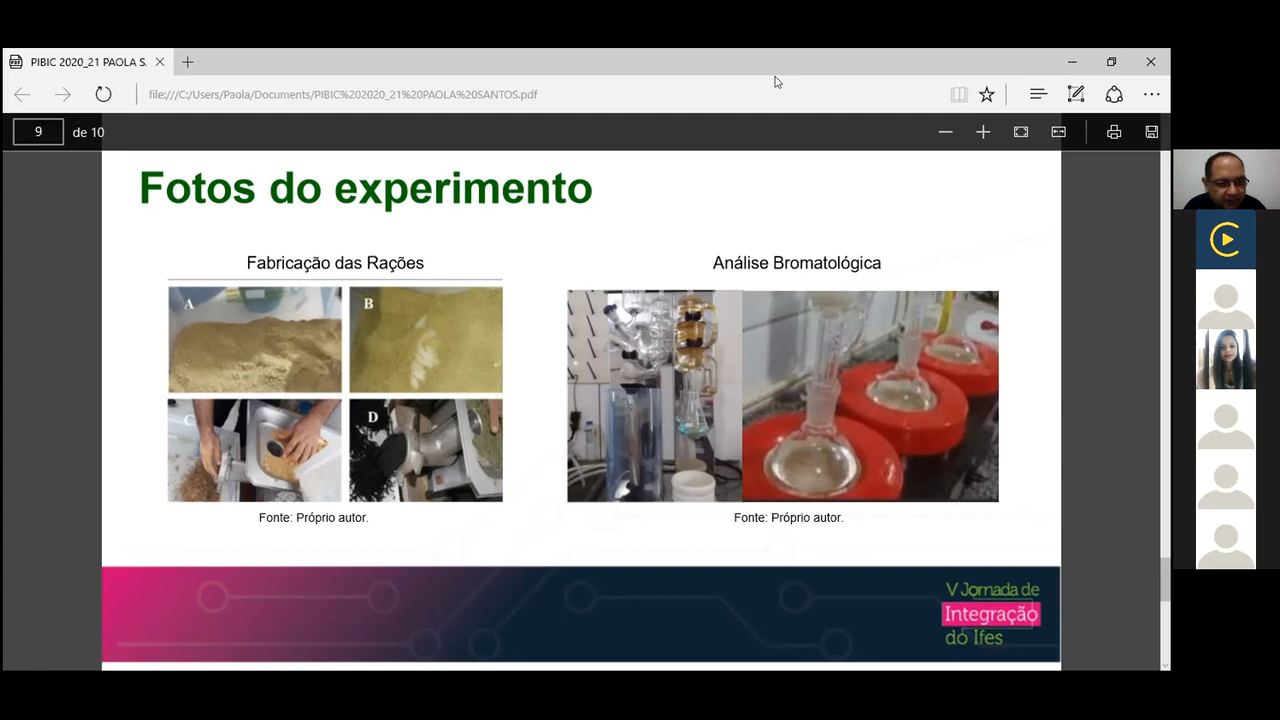 PIBIC 2020_21 PAOLA S.
file:///C:/Users/Paola/Documents/PIBIC%202020_21%20PAOLA%20SANTOS.pdf
9 de 10
Fotos do experimento
Fabricação das Rações
Análise Bromatológica
A
B
C
D
Fonte: Próprio autor.
Fonte: Próprio autor.
V Jornada de
Integração
do Ifes